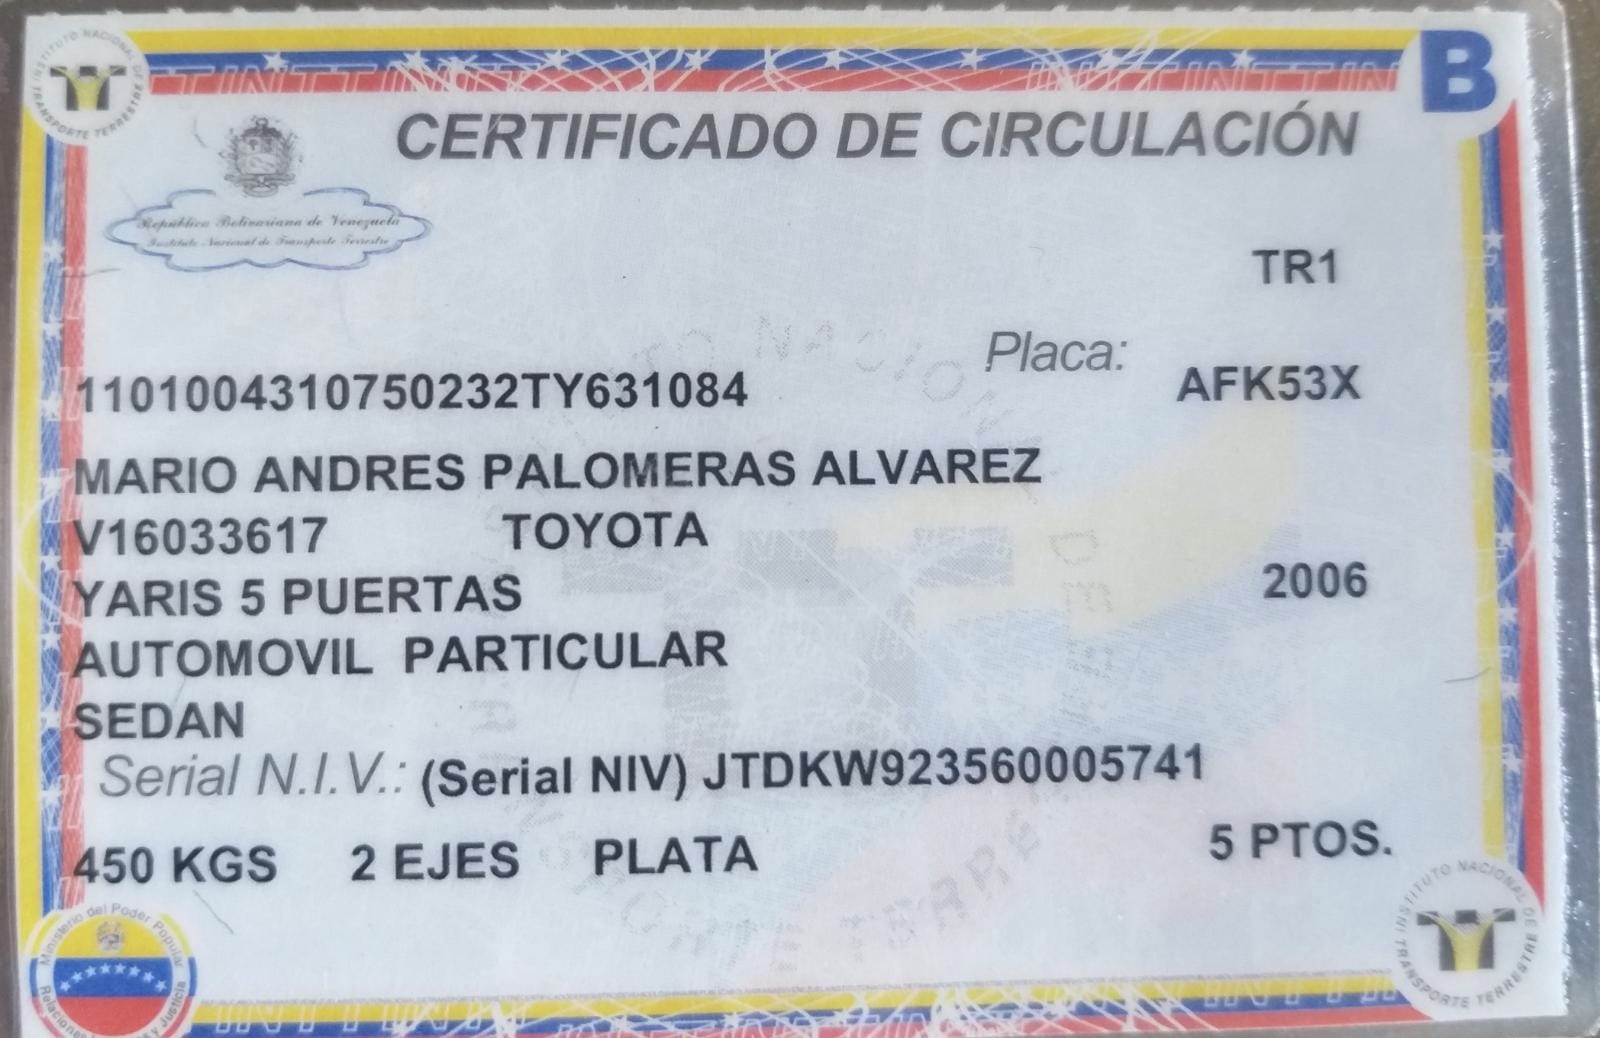 INSTITUTO NACIONAL DE TRANSPORTE TERRESTRE
INTTINTT
B
CERTIFICADO DE CIRCULACIÓN
República Bolivariana de Venezuela
Instituto Nacional de Transporte Terrestre
TR1
Placa:
1101004310750232TY631084 AFK53X
MARIO ANDRES PALOMERAS ALVAREZ
V16033617 TOYOTA
YARIS 5 PUERTAS 2006
AUTOMOVIL PARTICULAR
SEDAN
Serial N.I.V.: (Serial NIV) JTDKW923560005741
450 KGS 2 EJES PLATA 5 PTOS.
Ministerio del Poder Popular
Relaciones y Justicia
INSTITUTO NACIONAL DE TRANSPORTE TERRESTRE